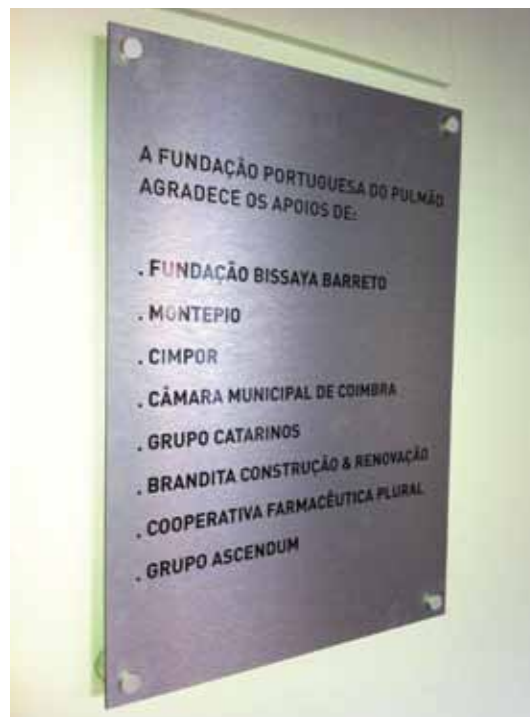 A FUNDAÇÃO PORTUGUESA DO PULMÃO
AGRADECE OS APOIOS DE:
. FUNDAÇÃO BISSAYA BARRETO
. MONTEPIO
. CIMPOR
. CÂMARA MUNICIPAL DE COIMBRA
. GRUPO CATARINOS
. BRANDITA CONSTRUÇÃO & RENOVAÇÃO
. COOPERATIVA FARMACÊUTICA PLURAL
. GRUPO ASCENDUM